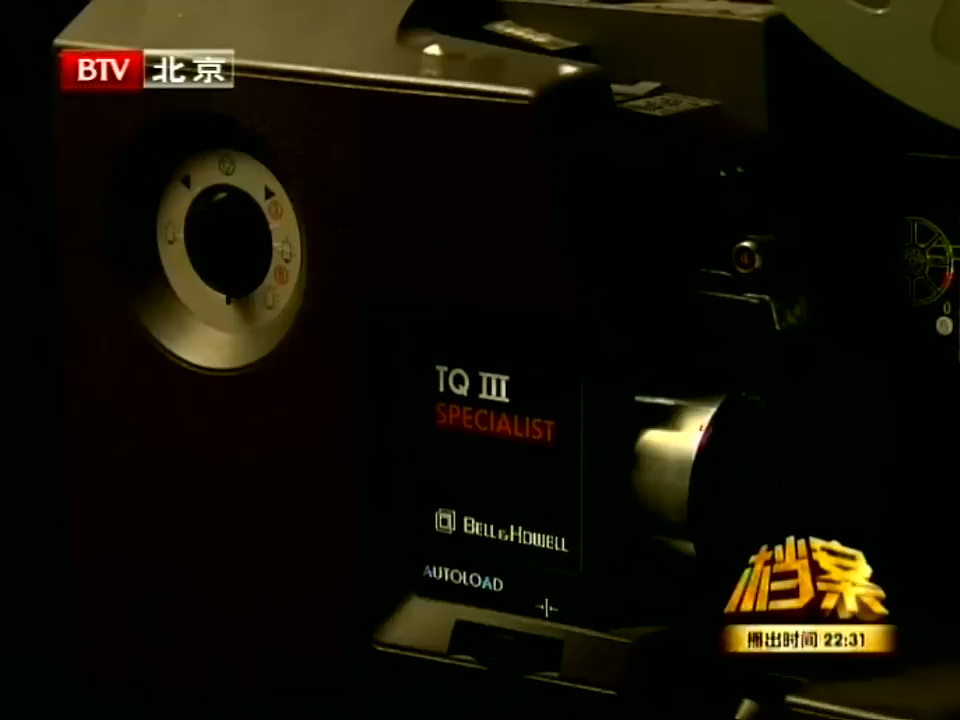 BTV 北京
TQ III
SPECIALIST
BELL & HOWELL
AUTOLOAD
档案
播出时间 22:31